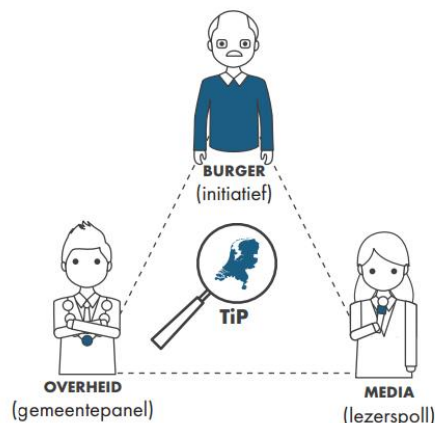 BURGER
(initiatief)
TiP
OVERHEID
(gemeentepanel)
MEDIA
(lezerspoll)